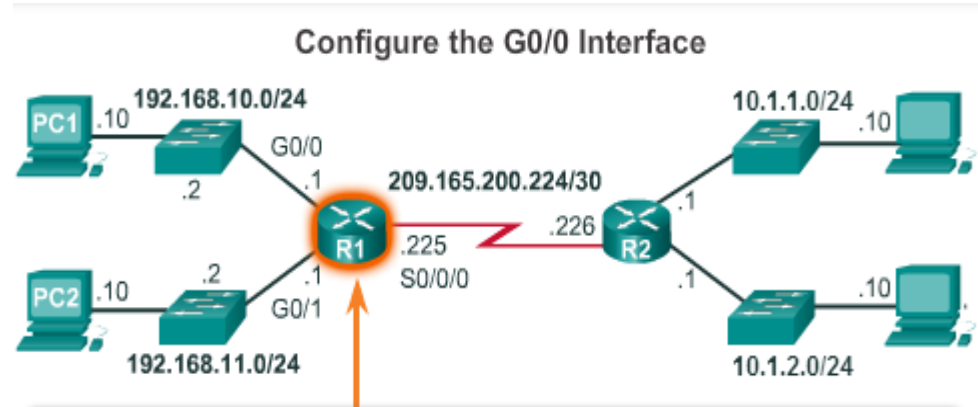 Configure the G0/0 Interface
192.168.10.0/24
10.1.1.0/24
PC1 .10
.10
G0/0
.2
.1
209.165.200.224/30
.1
R1
.225
.226
R2
S0/0/0
PC2 .10
.2
.1
G0/1
.1
.10
192.168.11.0/24
10.1.2.0/24